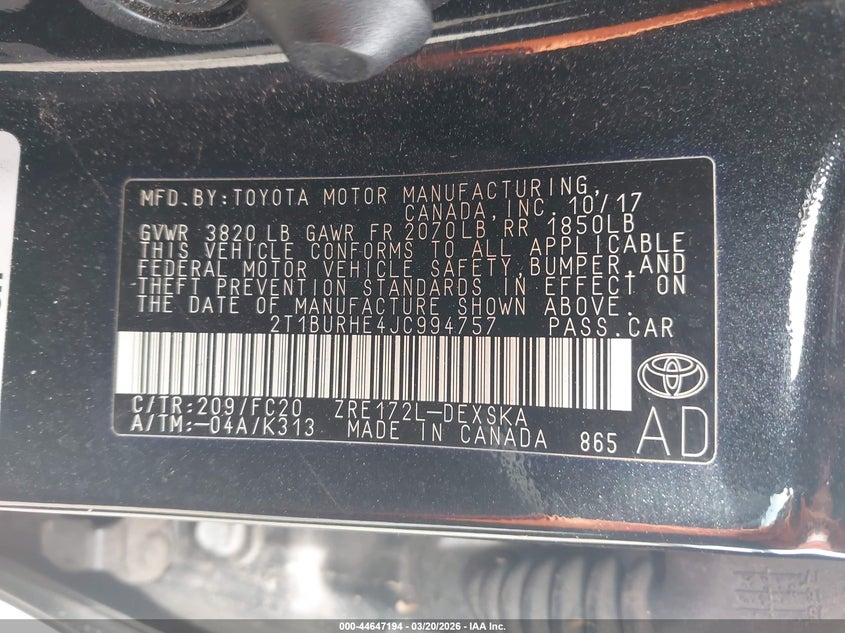 MFD.BY:TOYOTA MOTOR MANUFACTURING,
CANADA,INC. 10/17
GVWR 3820 LB GAWR FR 2070LB RR 1850LB
THIS VEHICLE CONFORMS TO ALL APPLICABLE
FEDERAL MOTOR VEHICLE SAFETY,BUMPER,AND
THEFT PREVENTION STANDARDS IN EFFECT ON
THE DATE OF MANUFACTURE SHOWN ABOVE.
2T1BURHE4JC994757 PASS.CAR
C/TR:209/FC20 ZRE172L-DEXSKA
A/TM:-04A/K313 MADE IN CANADA 865 AD
000-44647194 - 03/20/2026 - IAA Inc.